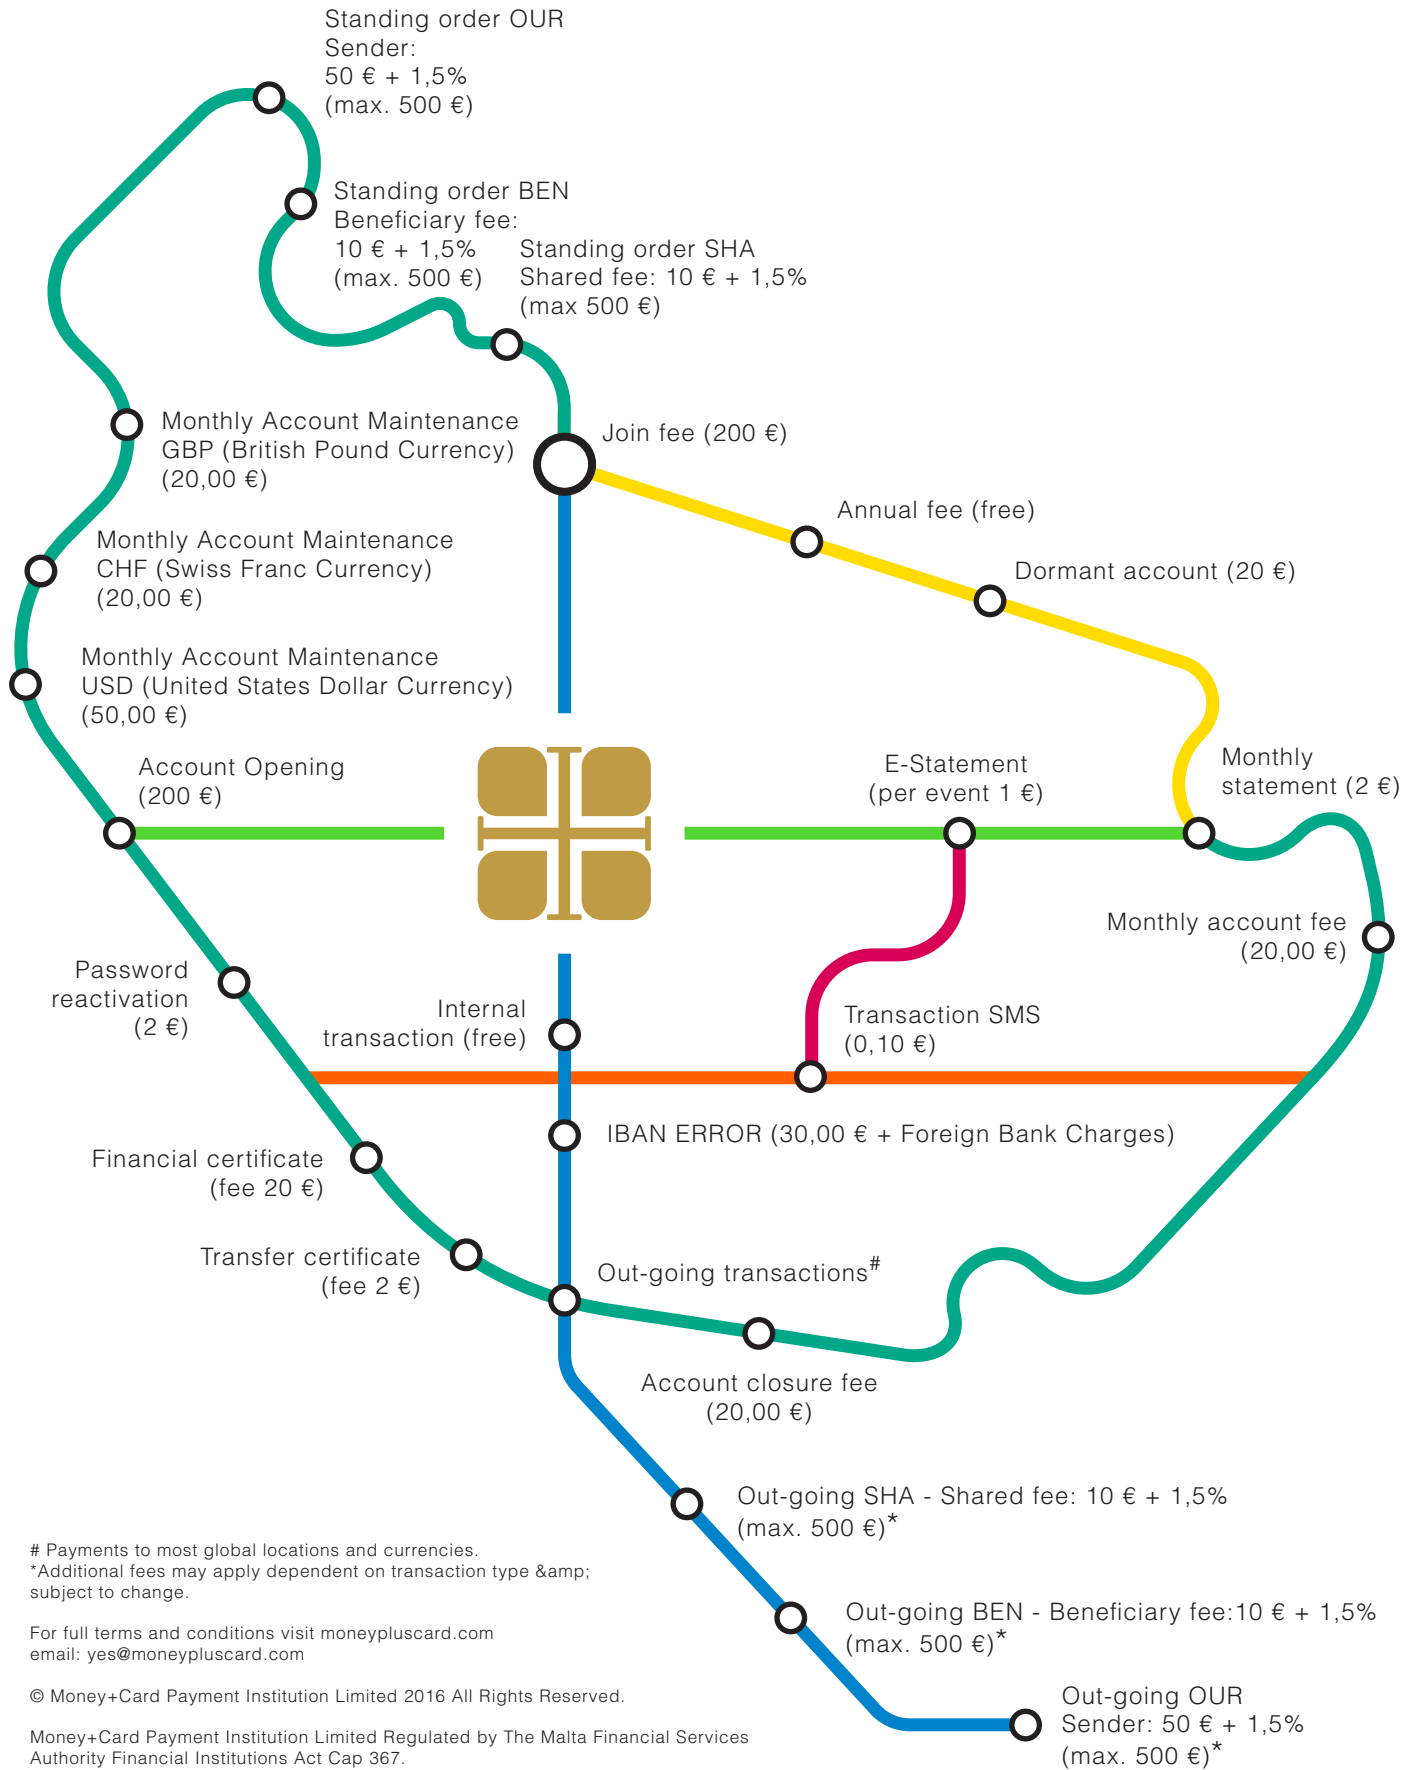 Standing order OUR
Sender:
50 € + 1,5%
(max. 500 €)
Standing order BEN
Beneficiary fee:
10 € + 1,5%
(max. 500 €)
Standing order SHA
Shared fee: 10 € + 1,5%
(max 500 €)
Monthly Account Maintenance
GBP (British Pound Currency)
(20,00 €)
Join fee (200 €)
Annual fee (free)
Monthly Account Maintenance
CHF (Swiss Franc Currency)
(20,00 €)
Dormant account (20 €)
Monthly Account Maintenance
USD (United States Dollar Currency)
(50,00 €)
Account Opening
(200 €)
E-Statement
(per event 1 €)
Monthly
statement (2 €)
Monthly account fee
(20,00 €)
Password
reactivation
(2 €)
Internal
transaction (free)
Transaction SMS
(0,10 €)
IBAN ERROR (30,00 € + Foreign Bank Charges)
Financial certificate
(fee 20 €)
Transfer certificate
(fee 2 €)
Out-going transactions#
Account closure fee
(20,00 €)
Out-going SHA - Shared fee: 10 € + 1,5%
(max. 500 €)*
Out-going BEN - Beneficiary fee:10 € + 1,5%
(max. 500 €)*
Out-going OUR
Sender: 50 € + 1,5%
(max. 500 €)*
# Payments to most global locations and currencies.
*Additional fees may apply dependent on transaction type &amp;
subject to change.
For full terms and conditions visit moneypluscard.com
email: yes@moneypluscard.com
© Money+Card Payment Institution Limited 2016 All Rights Reserved.
Money+Card Payment Institution Limited Regulated by The Malta Financial Services
Authority Financial Institutions Act Cap 367.